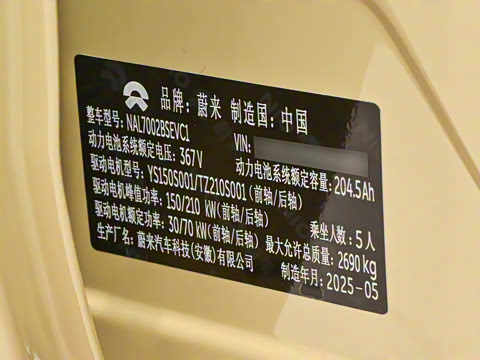 品牌: 蔚来 制造国: 中国
整车型号: NAL7002BSEVC1 VIN:
动力电池系统额定电压: 367V 动力电池系统额定容量: 204.5Ah
驱动电机型号: YS150S001/TZ210S001 (前轴/后轴)
驱动电机峰值功率: 150/210 kW(前轴/后轴) 乘坐人数: 5人
驱动电机额定功率: 30/70 kW(前轴/后轴) 最大允许总质量: 2690kg
生产厂名: 蔚来汽车科技(安徽)有限公司 制造年月: 2025-05